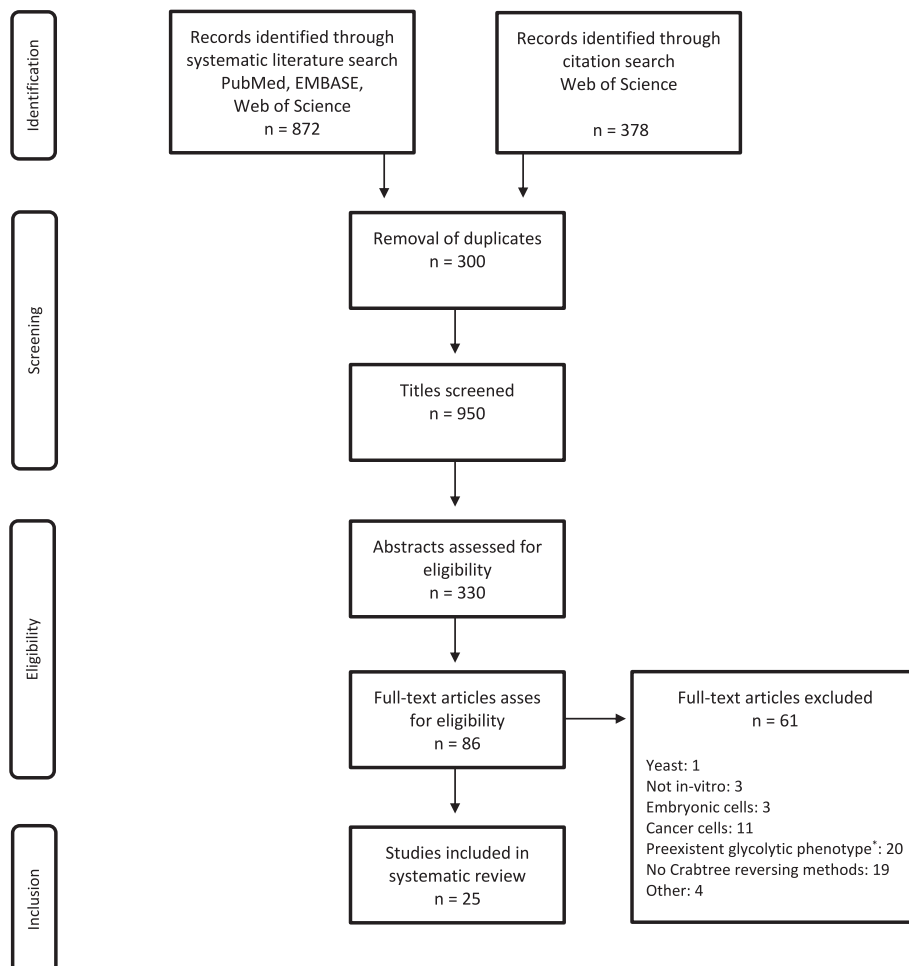 Identification
Records identified through
systematic literature search
PubMed, EMBASE,
Web of Science
n = 872
Records identified through
citation search
Web of Science
n = 378
Screening
Removal of duplicates
n = 300
Titles screened
n = 950
Eligibility
Abstracts assessed for
eligibility
n = 330
Full-text articles asses
for eligibility
n = 86
Full-text articles excluded
n = 61
Yeast: 1
Not in-vitro: 3
Embryonic cells: 3
Cancer cells: 11
Preexistent glycolytic phenotype*: 20
No Crabtree reversing methods: 19
Other: 4
Inclusion
Studies included in
systematic review
n = 25